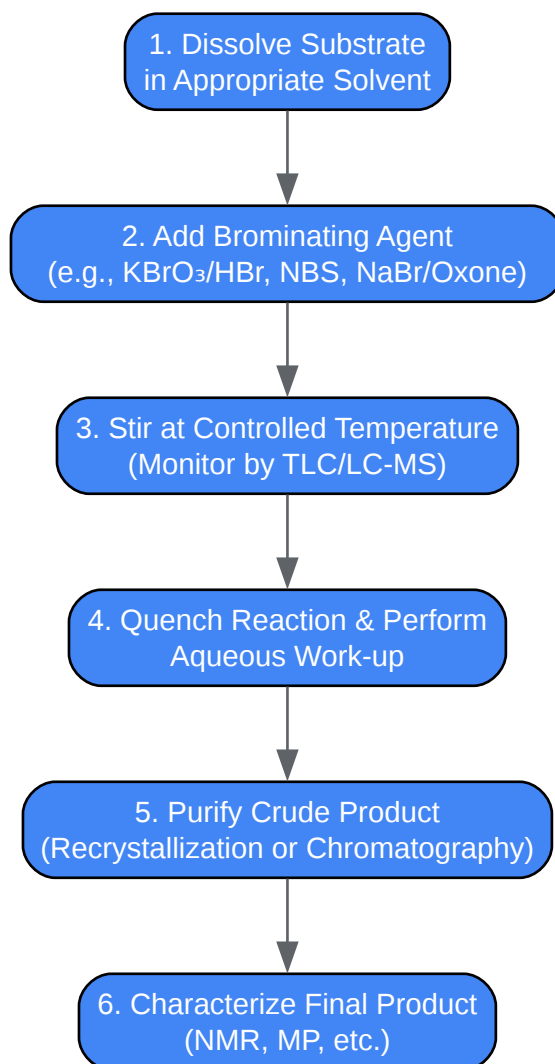 1. Dissolve Substrate
in Appropriate Solvent
2. Add Brominating Agent
(e.g., KBrO₃/HBr, NBS, NaBr/Oxone)
3. Stir at Controlled Temperature
(Monitor by TLC/LC-MS)
4. Quench Reaction & Perform
Aqueous Work-up
5. Purify Crude Product
(Recrystallization or Chromatography)
6. Characterize Final Product
(NMR, MP, etc.)